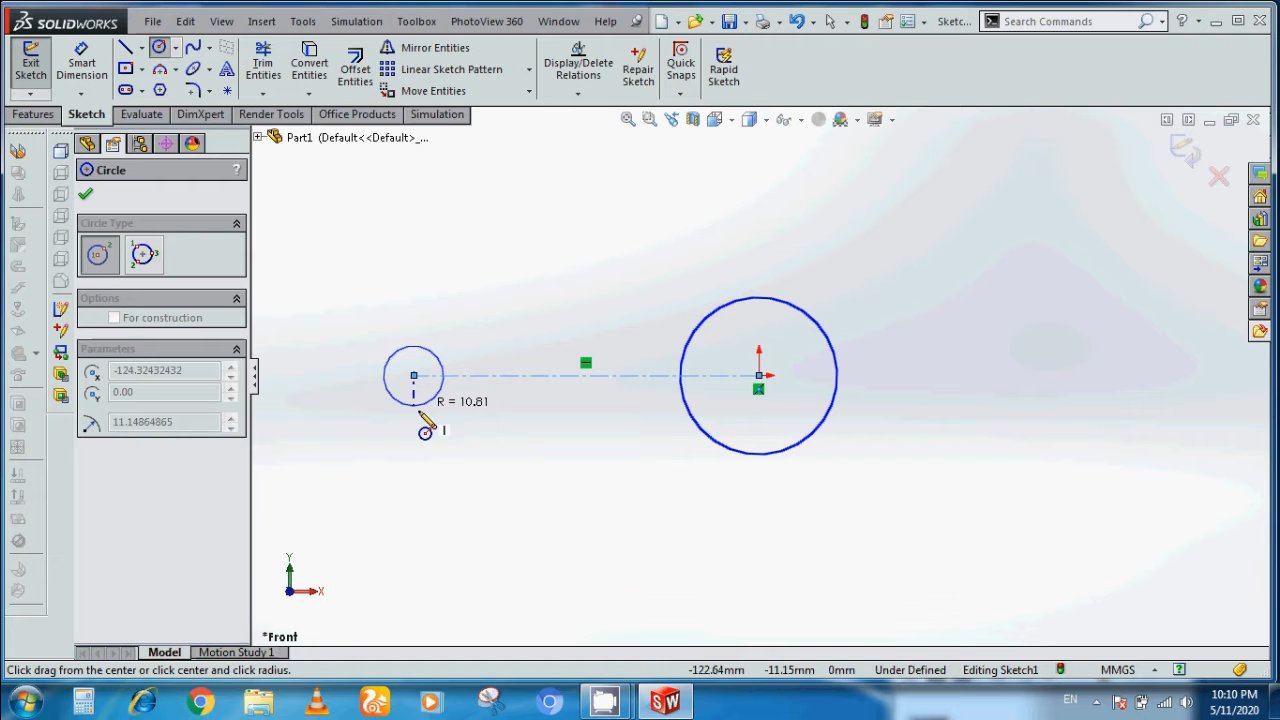 SOLIDWORKS File Edit View Insert Tools Simulation Toolbox PhotoView 360 Window Help Sketc... Search Commands
Exit Sketch
Smart Dimension
Trim Entities
Convert Entities
Offset Entities
Mirror Entities
Linear Sketch Pattern
Move Entities
Display/Delete Relations
Repair Sketch
Quick Snaps
Rapid Sketch
Features Sketch Evaluate DimXpert Render Tools Office Products Simulation
Part1 (Default<<Default>_...
Circle ?
Circle Type
Options
For construction
Parameters
-124.32432432
0.00
11.14864865
R = 10.81
Y
X
*Front
Model Motion Study 1
Click drag from the center or click center and click radius. -122.64mm -11.15mm 0mm Under Defined Editing Sketch1 MMGS
EN 10:10 PM
5/11/2020